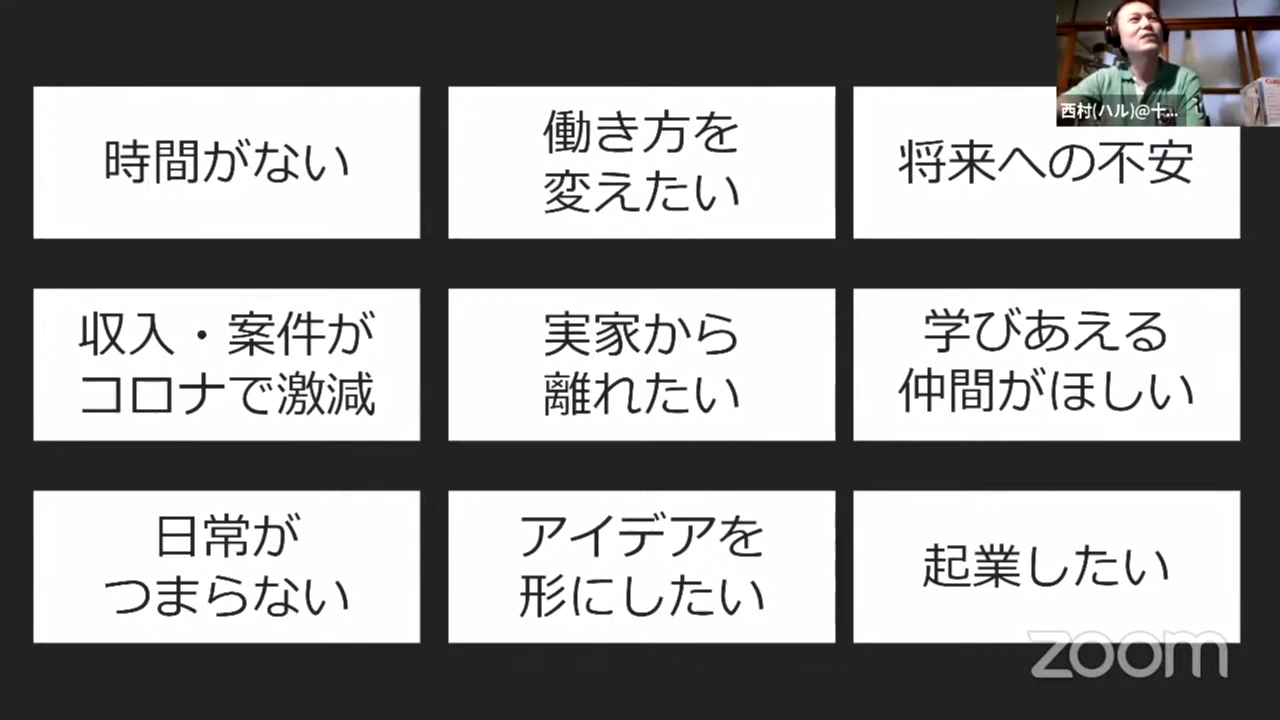 西村(ハル)@十...
時間がない
働き方を
変えたい
将来への不安
収入・案件が
コロナで激減
実家から
離れたい
学びあえる
仲間がほしい
日常が
つまらない
アイデアを
形にしたい
起業したい
zoom